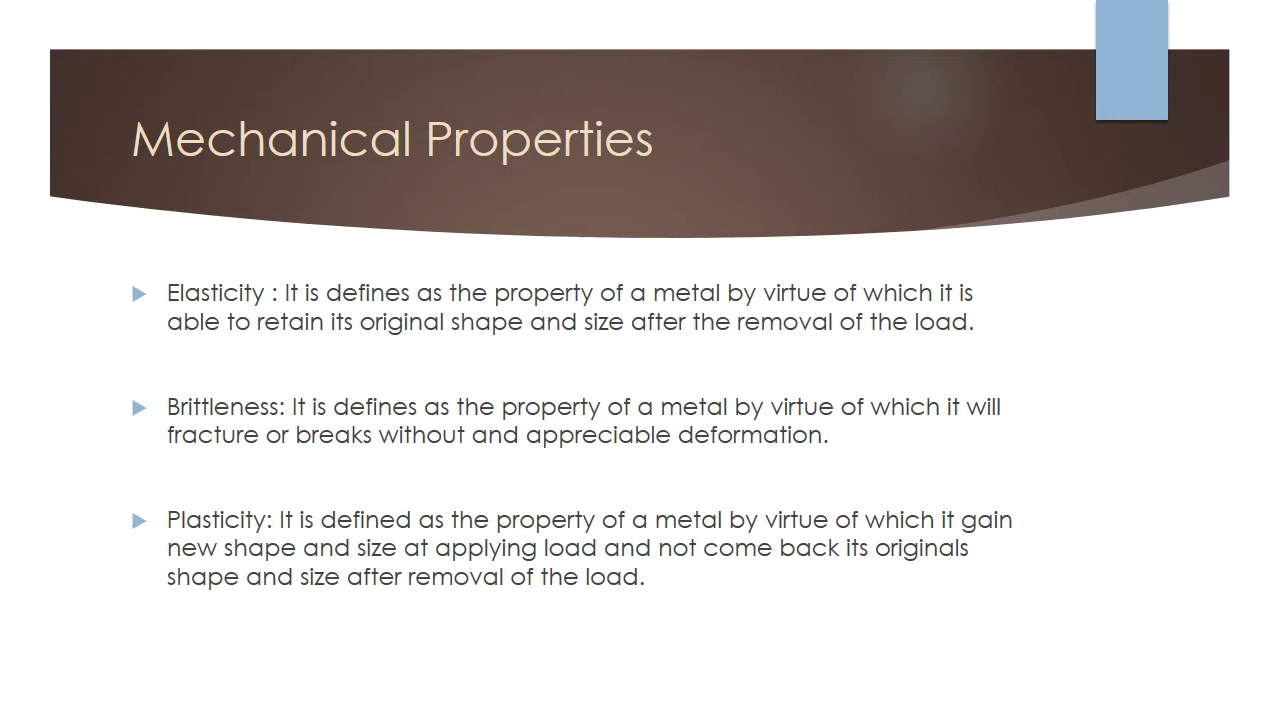 Mechanical Properties
Elasticity : It is defines as the property of a metal by virtue of which it is
able to retain its original shape and size after the removal of the load.
Brittleness: It is defines as the property of a metal by virtue of which it will
fracture or breaks without and appreciable deformation.
Plasticity: It is defined as the property of a metal by virtue of which it gain
new shape and size at applying load and not come back its originals
shape and size after removal of the load.